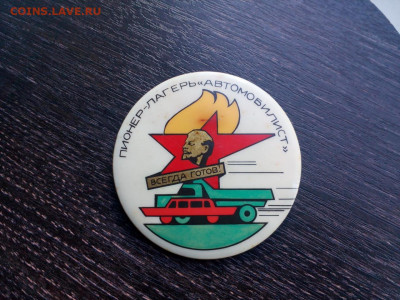 COINS.LAVE.RU
ПИОНЕР-ЛАГЕРЬ «АВТОМОБИЛИСТ»
ВСЕГДА ГОТОВ!